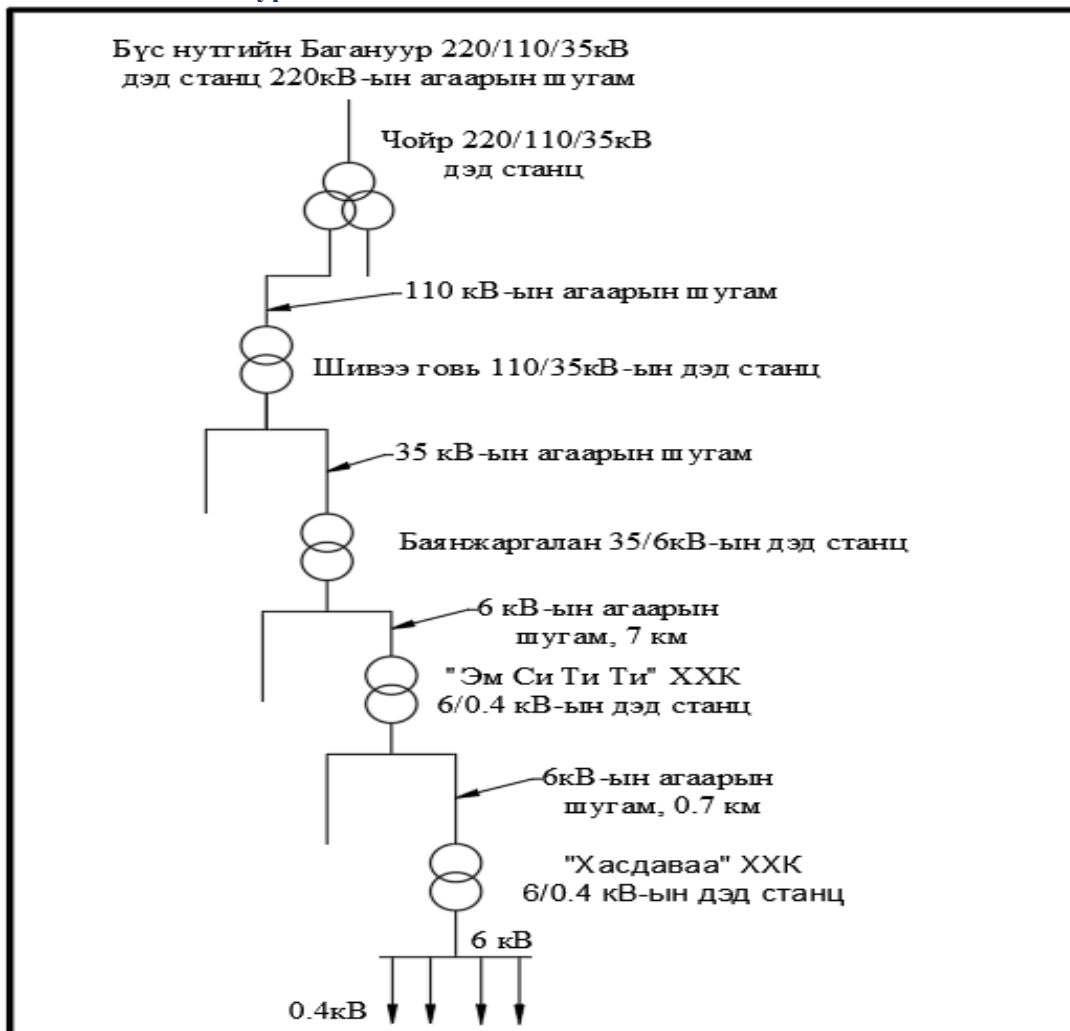 Бүс нутгийн Багануур 220/110/35кВ
дэд станц 220кВ-ын агаарын шугам
Чойр 220/110/35кВ
дэд станц
110 кВ-ын агаарын шугам
Шивээ говь 110/35кВ-ын дэд станц
35 кВ-ын агаарын шугам
Баянжаргалан 35/6кВ-ын дэд станц
6 кВ-ын агаарын
шугам, 7 км
"Эм Си Ти Ти" ХХК
6/0.4 кВ-ын дэд станц
6кВ-ын агаарын
шугам, 0.7 км
"Хасдаваа" ХХК
6/0.4 кВ-ын дэд станц
6 кВ
0.4кВ